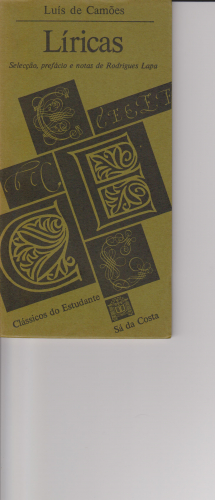 Luís de Camões
Líricas
Selecção, prefácio e notas de Rodrigues Lapa
Clássicos do Estudante
Sá da Costa